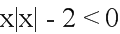 x|x| - 2 < 0